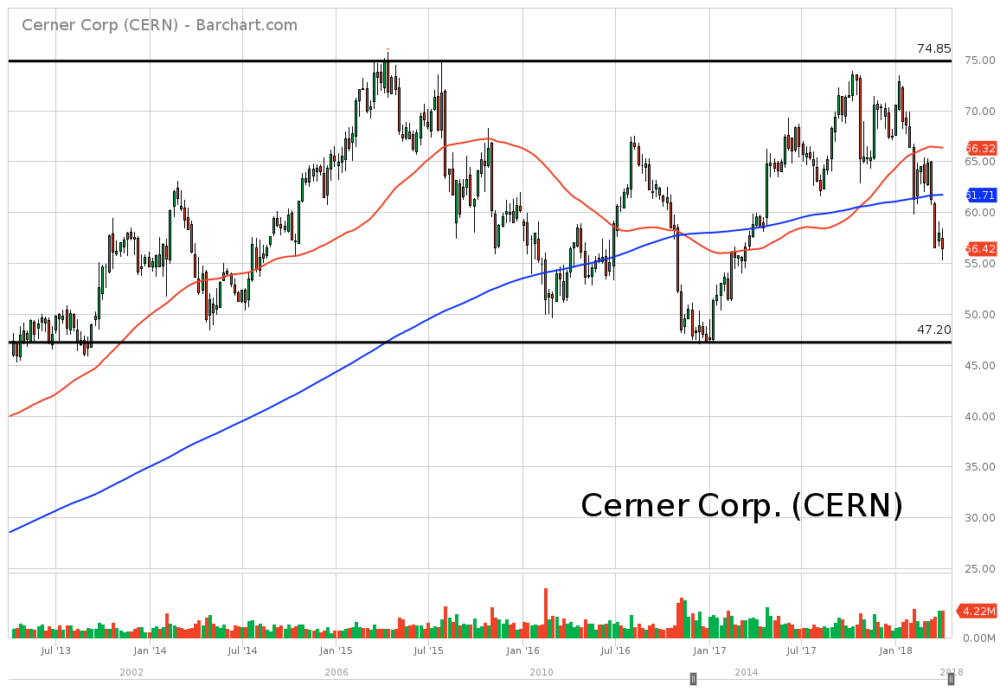 Cerner Corp (CERN) - Barchart.com
74.85
75.00
70.00
66.32
65.00
61.71
60.00
56.42
55.00
50.00
47.20
45.00
40.00
35.00
Cerner Corp. (CERN)
30.00
25.00
4.22M
0.00M
Jul '13 Jan '14 Jul '14 Jan '15 Jul '15 Jan '16 Jul '16 Jan '17 Jul '17 Jan '18
2002 2006 2010 2014 2018